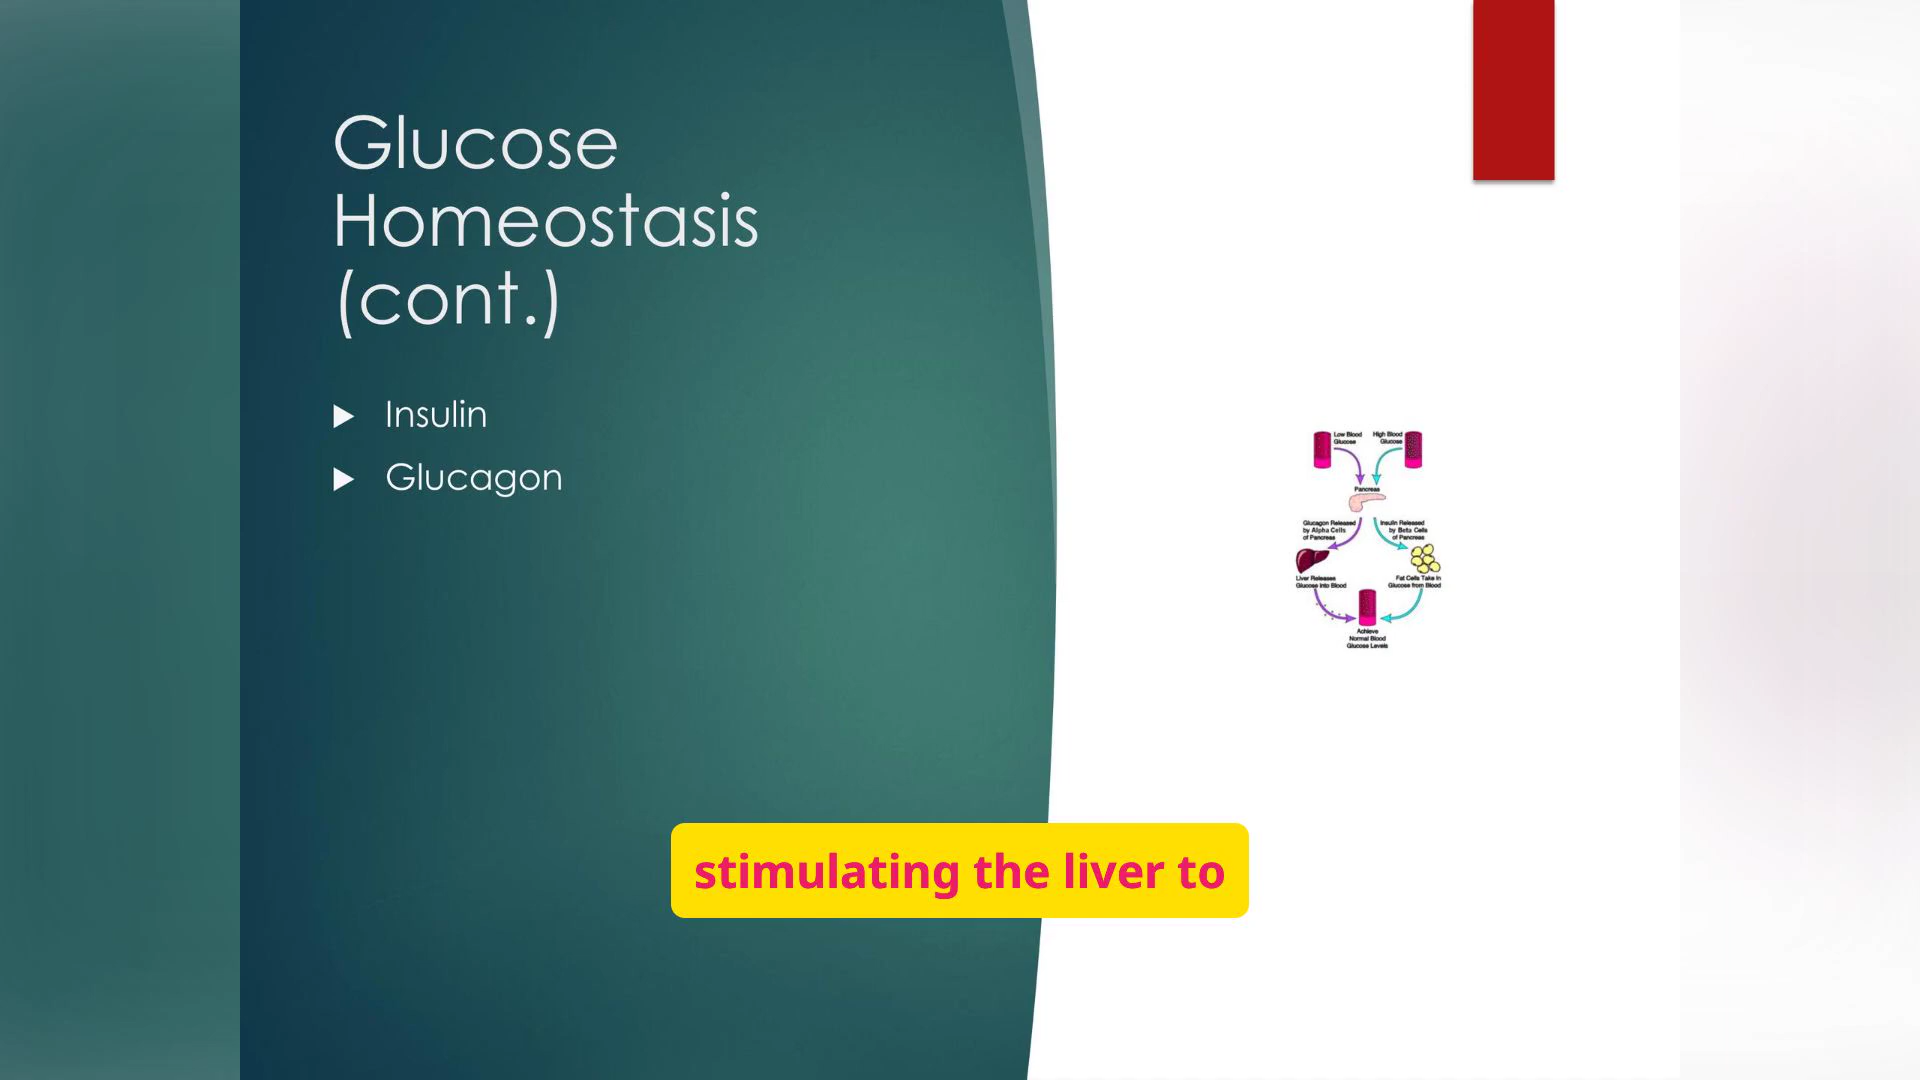 Glucose
Homeostasis
(cont.)
Insulin
Glucagon
Low Blood
Glucose
High Blood
Glucose
Pancreas
Glucagon Released
by Alpha Cells
of Pancreas
Insulin Released
by Beta Cells
of Pancreas
Liver Releases
Glucose into Blood
Fat Cells Take in
Glucose from Blood
Achieve
Normal Blood
Glucose Levels
stimulating the liver to